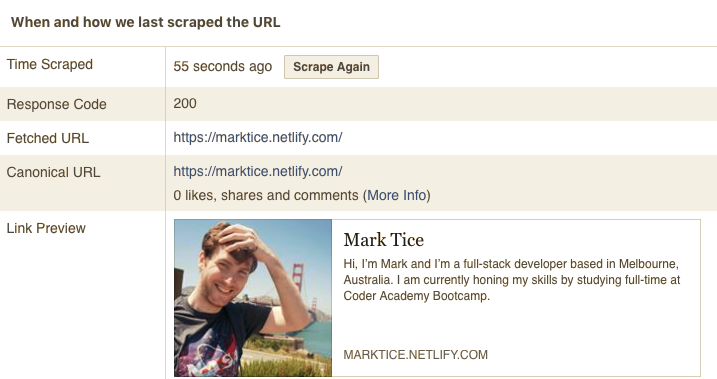 When and how we last scraped the URL
Time Scraped
55 seconds ago Scrape Again
Response Code
200
Fetched URL
https://marktice.netlify.com/
Canonical URL
https://marktice.netlify.com/
0 likes, shares and comments (More Info)
Link Preview
Mark Tice
Hi, I'm Mark and I'm a full-stack developer based in Melbourne,
Australia. I am currently honing my skills by studying full-time at
Coder Academy Bootcamp.
MARKTICE.NETLIFY.COM